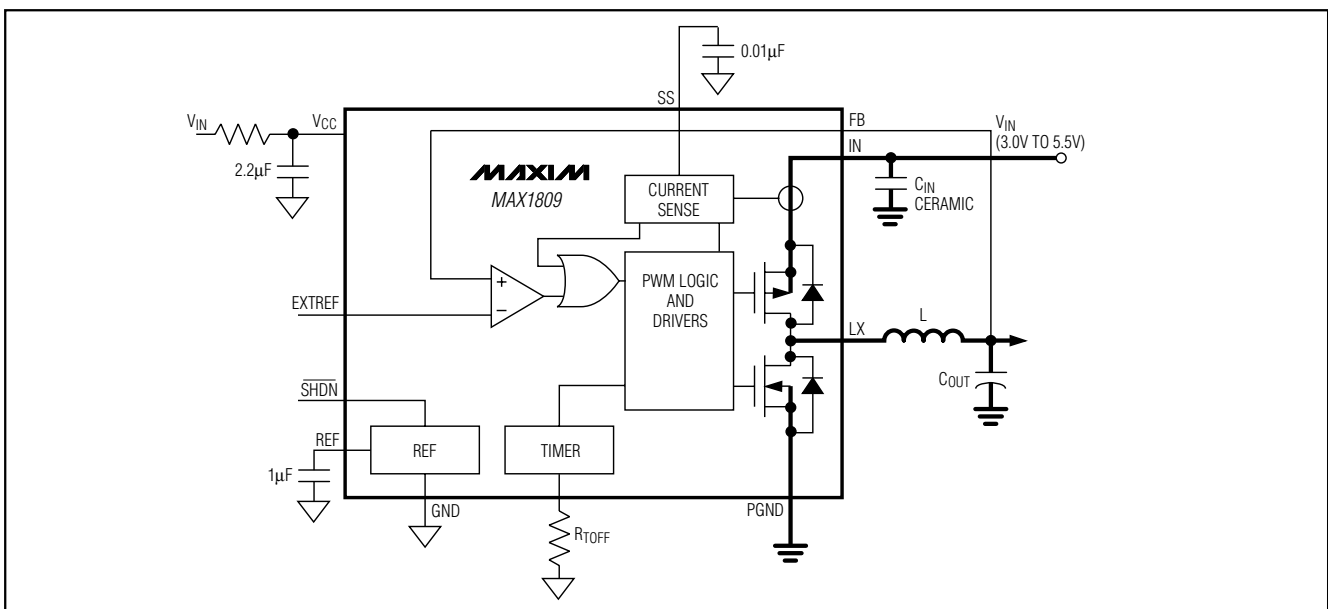 0.01µF
SS
VIN
VCC
FB
VIN
(3.0V TO 5.5V)
IN
2.2µF
MAXIM
MAX1809
CURRENT
SENSE
CIN
CERAMIC
+
−
PWM LOGIC
AND
DRIVERS
EXTREF
LX
L
COUT
SHDN
REF
REF
TIMER
1µF
GND
PGND
RTOFF